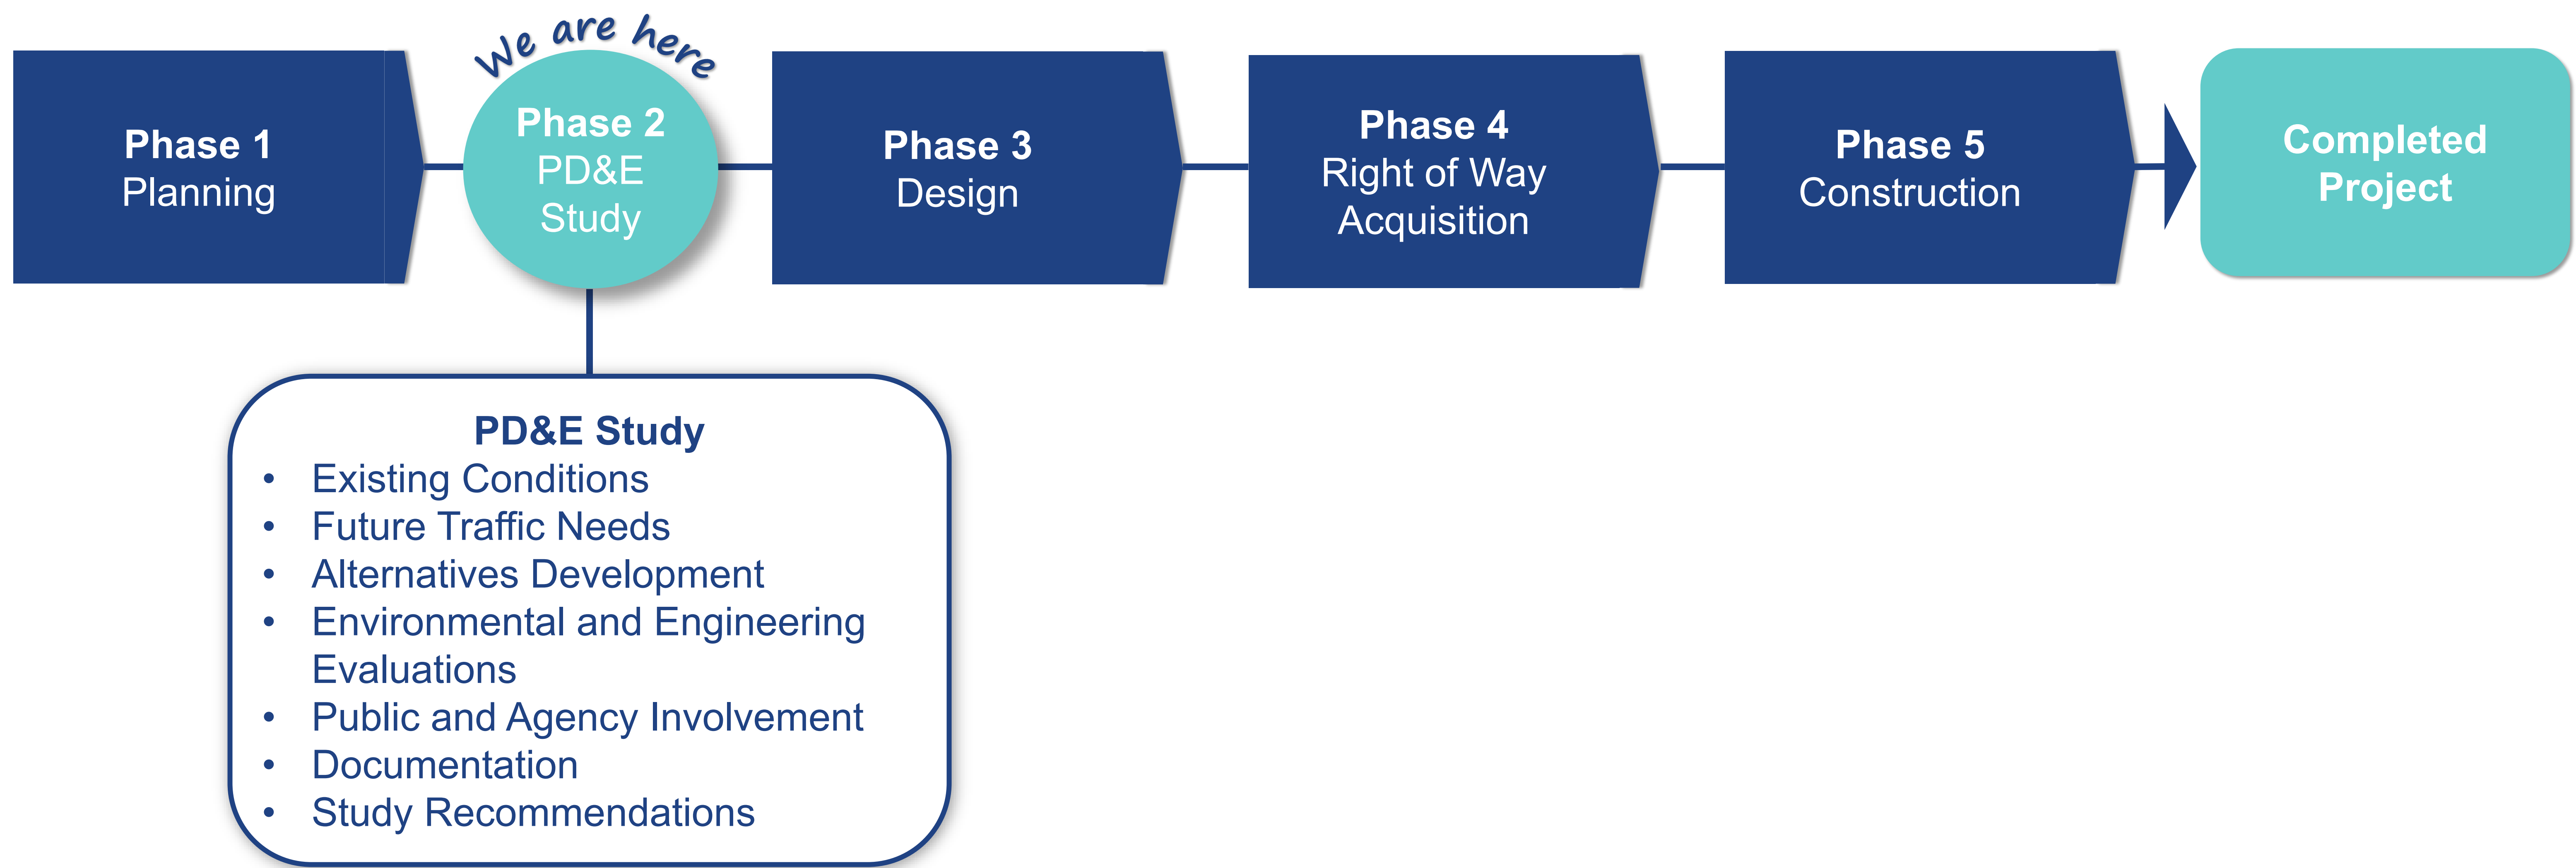 We are here
Phase 1
Planning
Phase 2
PD&E
Study
Phase 3
Design
Phase 4
Right of Way
Acquisition
Phase 5
Construction
Completed
Project
PD&E Study
• Existing Conditions
• Future Traffic Needs
• Alternatives Development
• Environmental and Engineering
Evaluations
• Public and Agency Involvement
• Documentation
• Study Recommendations